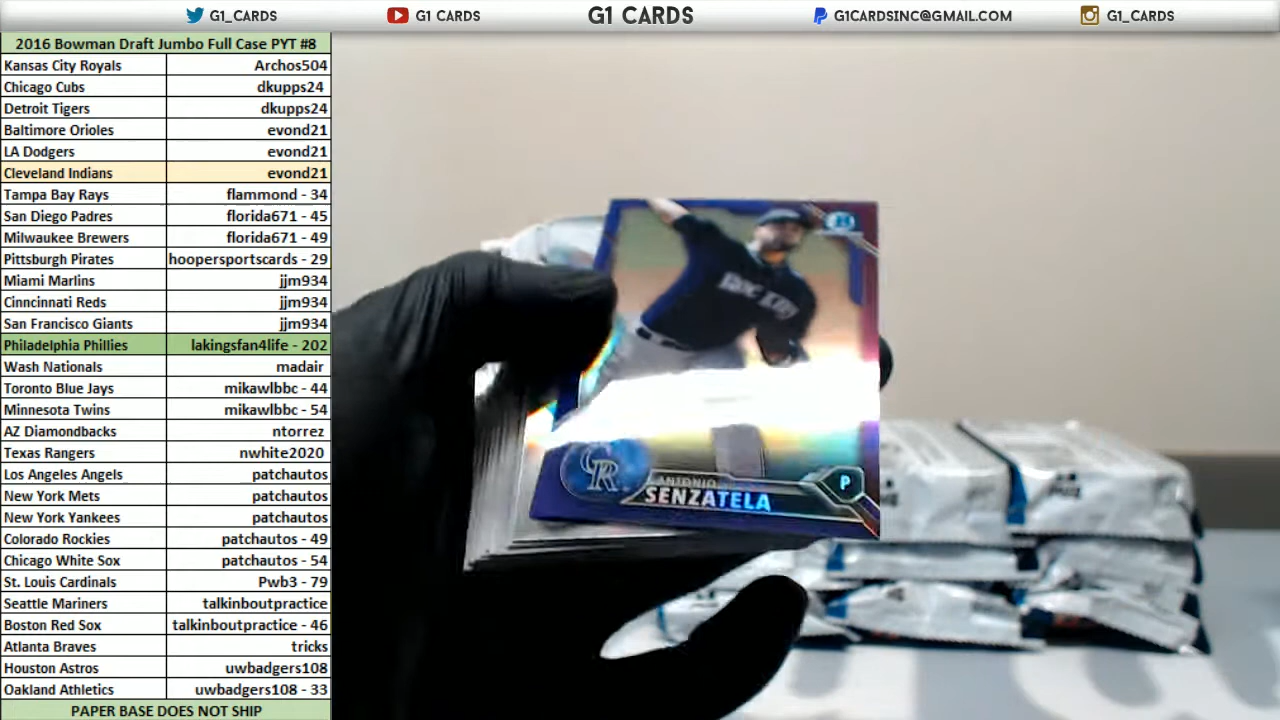 G1_CARDS
G1 CARDS
G1 CARDS
G1CARDSINC@GMAIL.COM
G1_CARDS
2016 Bowman Draft Jumbo Full Case PYT #8
Kansas City Royals Archos504
Chicago Cubs dkupps24
Detroit Tigers dkupps24
Baltimore Orioles evond21
LA Dodgers evond21
Cleveland Indians evond21
Tampa Bay Rays flammond - 34
San Diego Padres florida671 - 45
Milwaukee Brewers florida671 - 49
Pittsburgh Pirates hoopersportscards - 29
Miami Marlins jjm934
Cinncinnati Reds jjm934
San Francisco Giants jjm934
Philadelphia Phillies lakingsfan4life - 202
Wash Nationals madair
Toronto Blue Jays mikawlbbc - 44
Minnesota Twins mikawlbbc - 54
AZ Diamondbacks ntorrez
Texas Rangers nwhite2020
Los Angeles Angels patchautos
New York Mets patchautos
New York Yankees patchautos
Colorado Rockies patchautos - 49
Chicago White Sox patchautos - 54
St. Louis Cardinals Pwb3 - 79
Seattle Mariners talkinboutpractice
Boston Red Sox talkinboutpractice - 46
Atlanta Braves tricks
Houston Astros uwbadgers108
Oakland Athletics uwbadgers108 - 33
PAPER BASE DOES NOT SHIP
B
CR
ANTONIO
SENZATELA
P